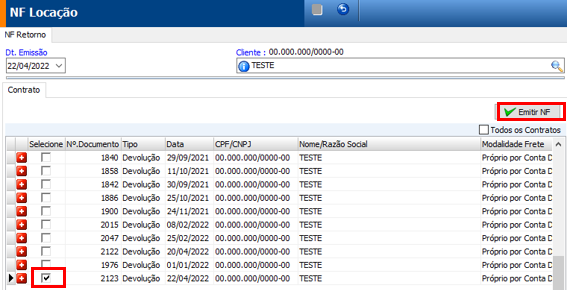 NF Locação
NF Retorno
Dt. Emissão
Cliente : 00.000.000/0000-00
22/04/2022
TESTE
Contrato
Emitir NF
Todos os Contratos
Selecione Nº.Documento Tipo Data CPF/CNPJ Nome/Razão Social Modalidade Frete
1840 Devolução 29/09/2021 00.000.000/0000-00 TESTE Próprio por Conta D
1858 Devolução 11/10/2021 00.000.000/0000-00 TESTE Próprio por Conta D
1842 Devolução 30/09/2021 00.000.000/0000-00 TESTE Próprio por Conta D
1886 Devolução 25/10/2021 00.000.000/0000-00 TESTE Próprio por Conta D
1900 Devolução 24/11/2021 00.000.000/0000-00 TESTE Próprio por Conta D
2015 Devolução 08/02/2022 00.000.000/0000-00 TESTE Próprio por Conta D
2047 Devolução 25/02/2022 00.000.000/0000-00 TESTE Próprio por Conta D
2122 Devolução 20/04/2022 00.000.000/0000-00 TESTE Próprio por Conta D
1976 Devolução 01/01/2022 00.000.000/0000-00 TESTE Próprio por Conta D
2123 Devolução 22/04/2022 00.000.000/0000-00 TESTE Próprio por Conta D